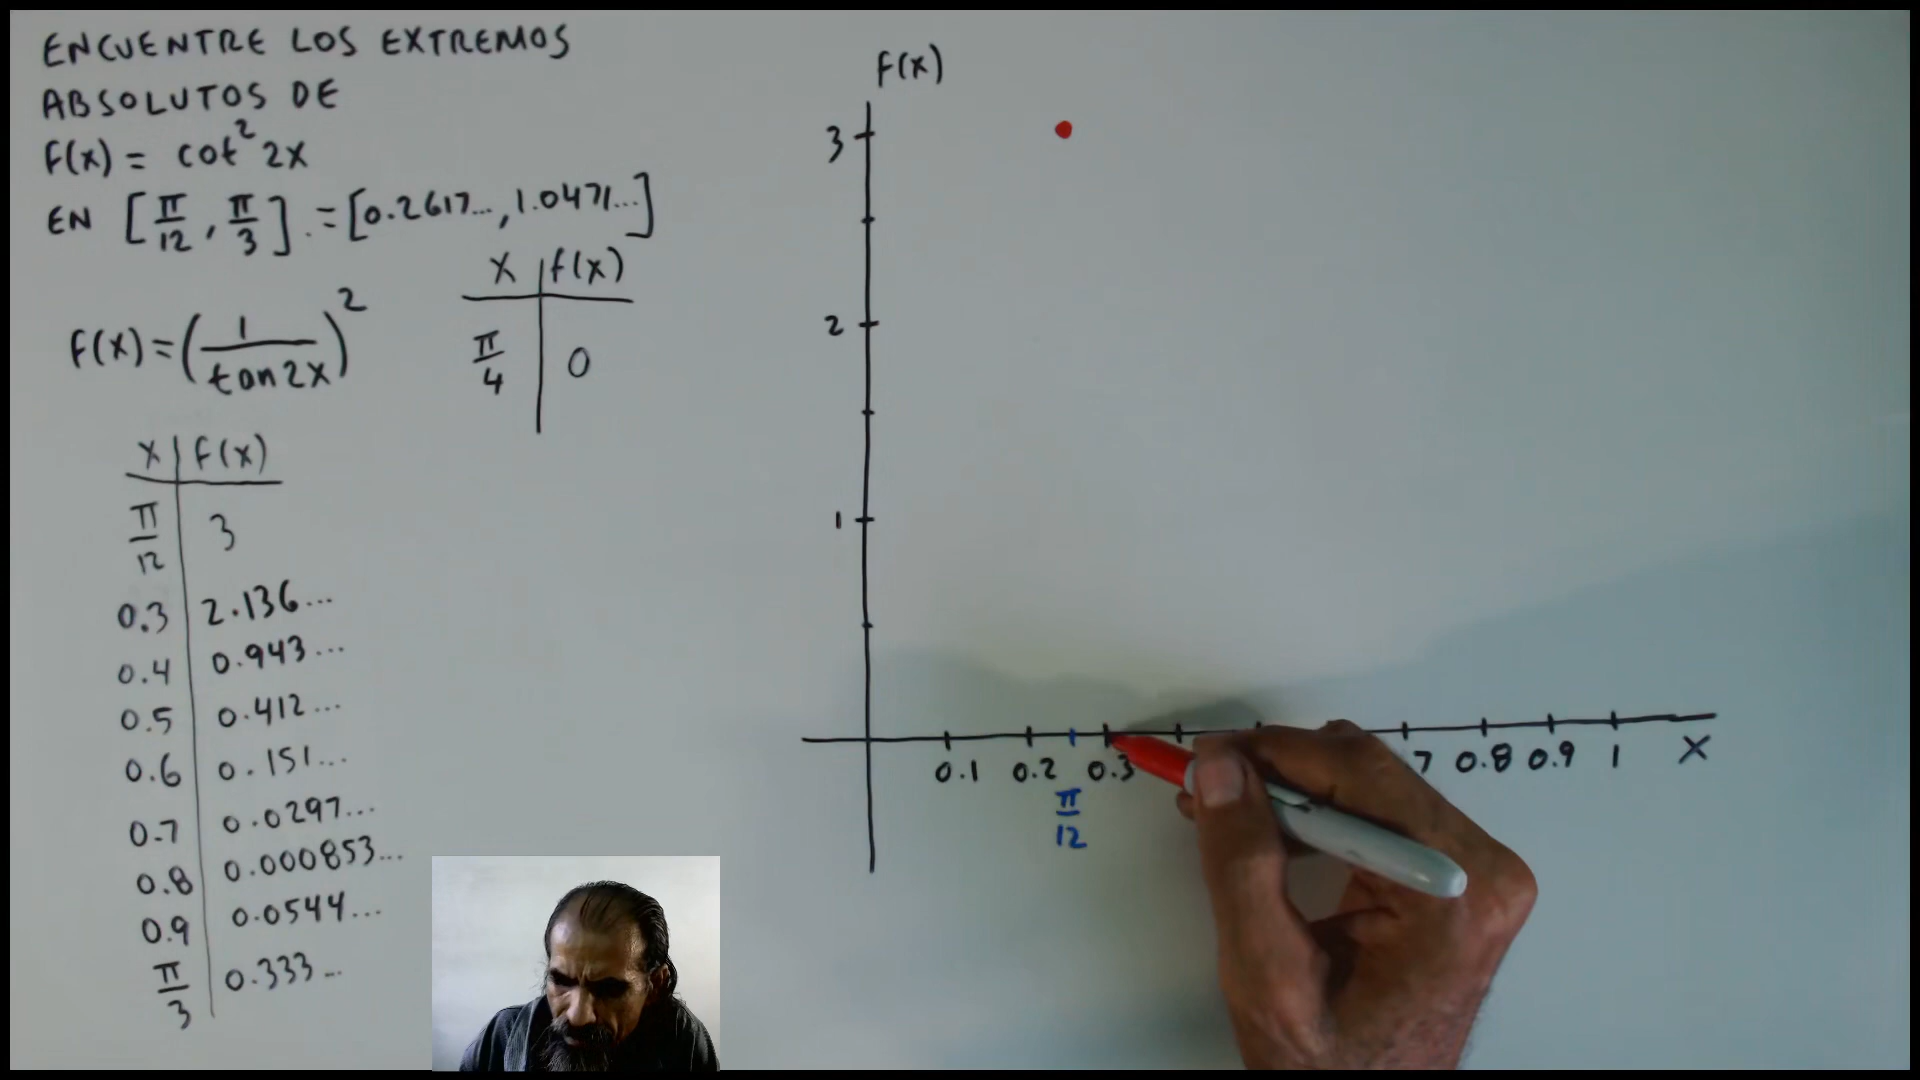 ENCUENTRE LOS EXTREMOS
ABSOLUTOS DE
F(x) = cot² 2x
EN [π/12, π/3]. = [0.2617..., 1.0471...]
F(x) = (1/tan 2x)²
x | f(x)
π/4 | 0
x | F(x)
π/12 | 3
0.3 | 2.136...
0.4 | 0.943...
0.5 | 0.412...
0.6 | 0.151...
0.7 | 0.0297...
0.8 | 0.000853...
0.9 | 0.0544...
π/3 | 0.333...
F(x)
3
2
1
0.1 0.2 0.3 7 0.8 0.9 1 X
π/12